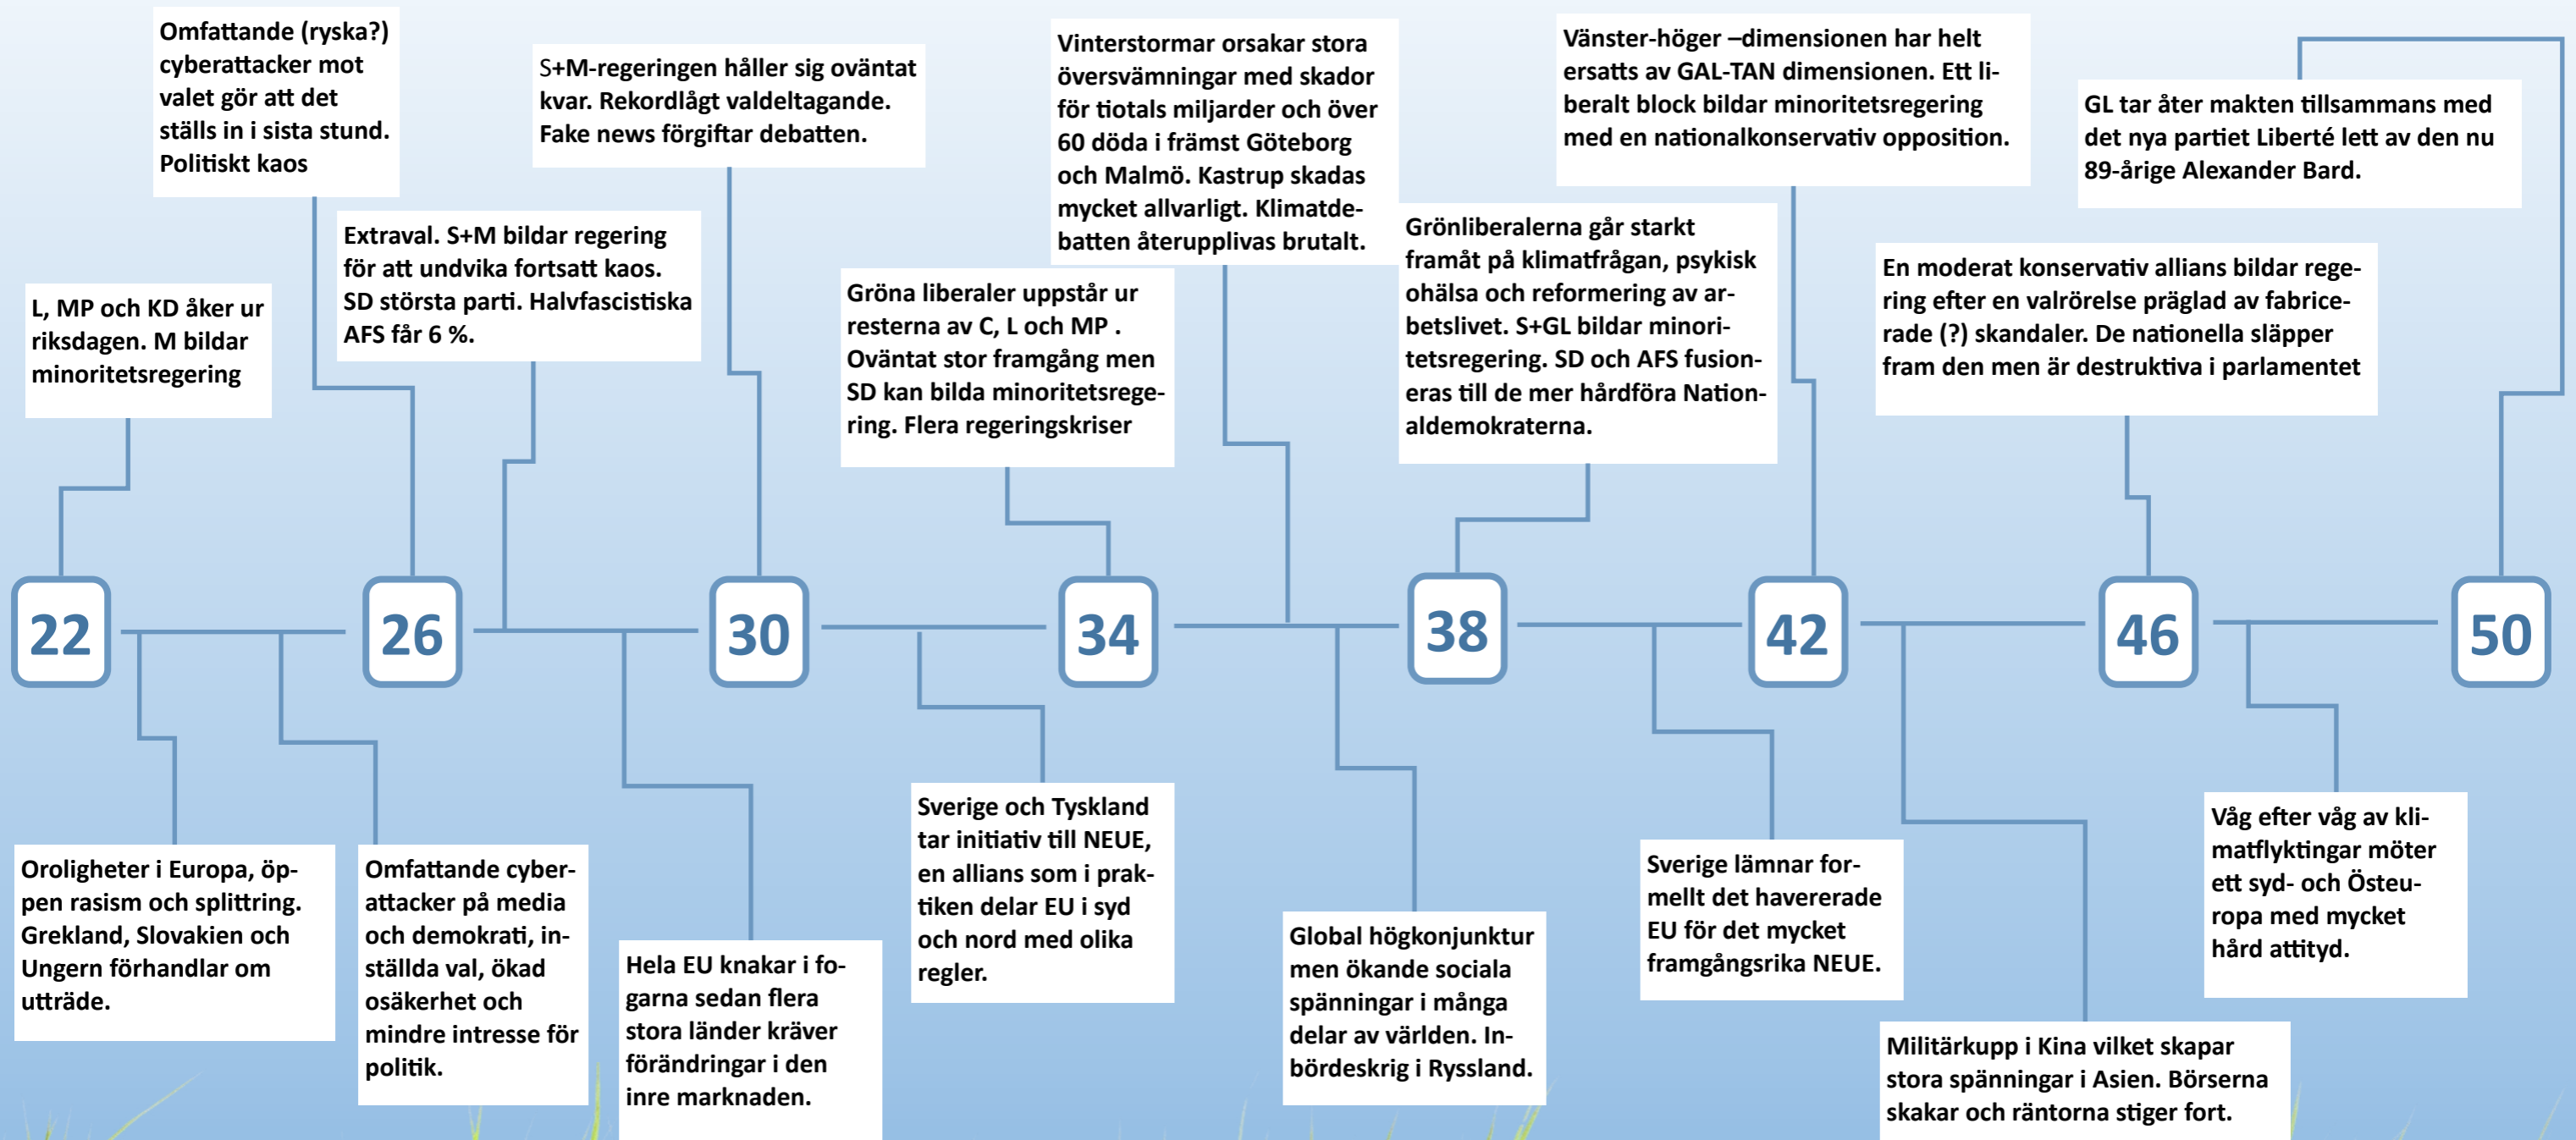 Omfattande (ryska?)
cyberattacker mot
valet gör att det
ställs in i sista stund.
Politiskt kaos
S+M-regeringen håller sig oväntat
kvar. Rekordlågt valdeltagande.
Fake news förgiftar debatten.
Vinterstormar orsakar stora
översvämningar med skador
för tiotals miljarder och över
60 döda i främst Göteborg
och Malmö. Kastrup skadas
mycket allvarligt. Klimatde-
batten återupplivas brutalt.
Vänster-höger –dimensionen har helt
ersatts av GAL-TAN dimensionen. Ett li-
beralt block bildar minoritetsregering
med en nationalkonservativ opposition.
GL tar åter makten tillsammans med
det nya partiet Liberté lett av den nu
89-årige Alexander Bard.
L, MP och KD åker ur
riksdagen. M bildar
minoritetsregering
Extraval. S+M bildar regering
för att undvika fortsatt kaos.
SD största parti. Halvfascistiska
AFS får 6 %.
Gröna liberaler uppstår ur
resterna av C, L och MP .
Oväntat stor framgång men
SD kan bilda minoritetsrege-
ring. Flera regeringskriser
Grönliberalerna går starkt
framåt på klimatfrågan, psykisk
ohälsa och reformering av ar-
betslivet. S+GL bildar minori-
tetsregering. SD och AFS fusion-
eras till de mer hårdföra Nation-
aldemokraterna.
En moderat konservativ allians bildar rege-
ring efter en valrörelse präglad av fabrice-
rade (?) skandaler. De nationella släpper
fram den men är destruktiva i parlamentet
22
26
30
34
38
42
46
50
Oroligheter i Europa, öp-
pen rasism och splittring.
Grekland, Slovakien och
Ungern förhandlar om
utträde.
Omfattande cyber-
attacker på media
och demokrati, in-
ställda val, ökad
osäkerhet och
mindre intresse för
politik.
Hela EU knakar i fo-
garna sedan flera
stora länder kräver
förändringar i den
inre marknaden.
Sverige och Tyskland
tar initiativ till NEUE,
en allians som i prak-
tiken delar EU i syd
och nord med olika
regler.
Global högkonjunktur
men ökande sociala
spänningar i många
delar av världen. In-
bördeskrig i Ryssland.
Sverige lämnar for-
mellt det havererade
EU för det mycket
framgångsrika NEUE.
Militärkupp i Kina vilket skapar
stora spänningar i Asien. Börserna
skakar och räntorna stiger fort.
Våg efter våg av kli-
matflyktingar möter
ett syd- och Östeu-
ropa med mycket
hård attityd.